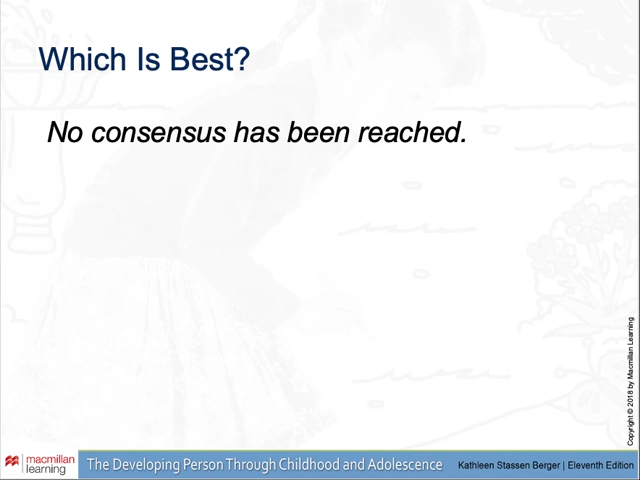 Which Is Best?
No consensus has been reached.
Copyright © 2018 by Macmillan Learning
macmillan
learning
The Developing Person Through Childhood and Adolescence
Kathleen Stassen Berger | Eleventh Edition